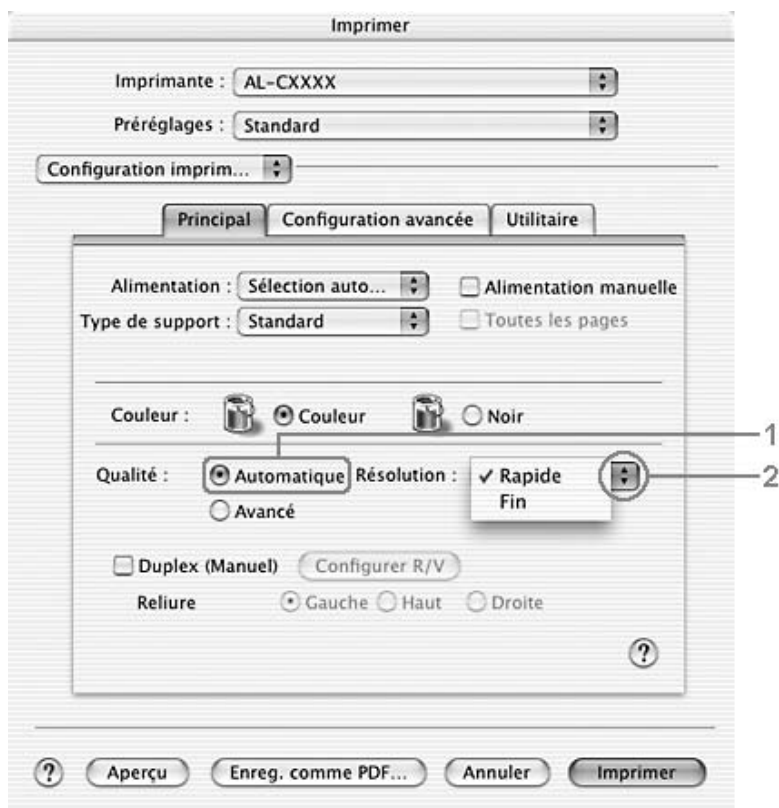 Imprimer
Imprimante : AL-CXXXX
Préréglages : Standard
Configuration imprim...
Principal Configuration avancée Utilitaire
Alimentation : Sélection auto... Alimentation manuelle
Type de support : Standard Toutes les pages
Couleur : Couleur Noir
1
Qualité : Automatique Résolution : ✓ Rapide 2
Avancé Fin
Duplex (Manuel) Configurer R/V
Reliure Gauche Haut Droite
?
? Aperçu Enreg. comme PDF... Annuler Imprimer